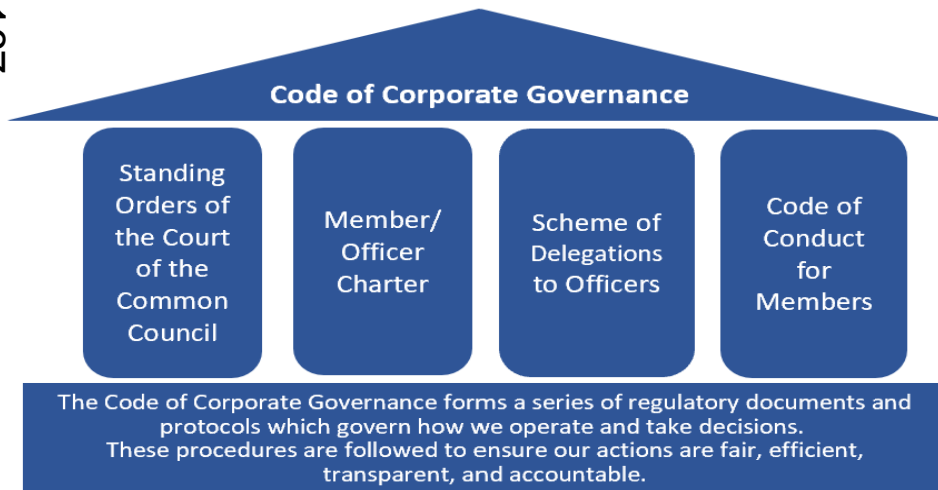 Code of Corporate Governance
Standing
Orders of
the Court
of the
Common
Council
Member/
Officer
Charter
Scheme of
Delegations
to Officers
Code of
Conduct
for
Members
The Code of Corporate Governance forms a series of regulatory documents and
protocols which govern how we operate and take decisions.
These procedures are followed to ensure our actions are fair, efficient,
transparent, and accountable.